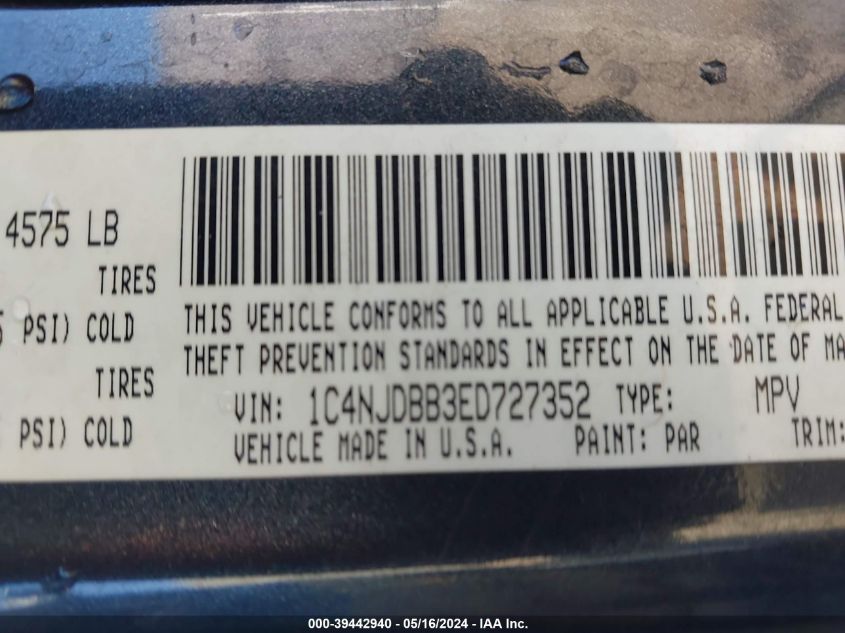 4575 LB
TIRES
PSI) COLD
TIRES
PSI) COLD
THIS VEHICLE CONFORMS TO ALL APPLICABLE U.S.A. FEDERAL
THEFT PREVENTION STANDARDS IN EFFECT ON THE DATE OF MA
VIN: 1C4NJDBB3ED727352 TYPE: MPV
VEHICLE MADE IN U.S.A. PAINT: PAR TRIM:
000-39442940 - 05/16/2024 - IAA Inc.